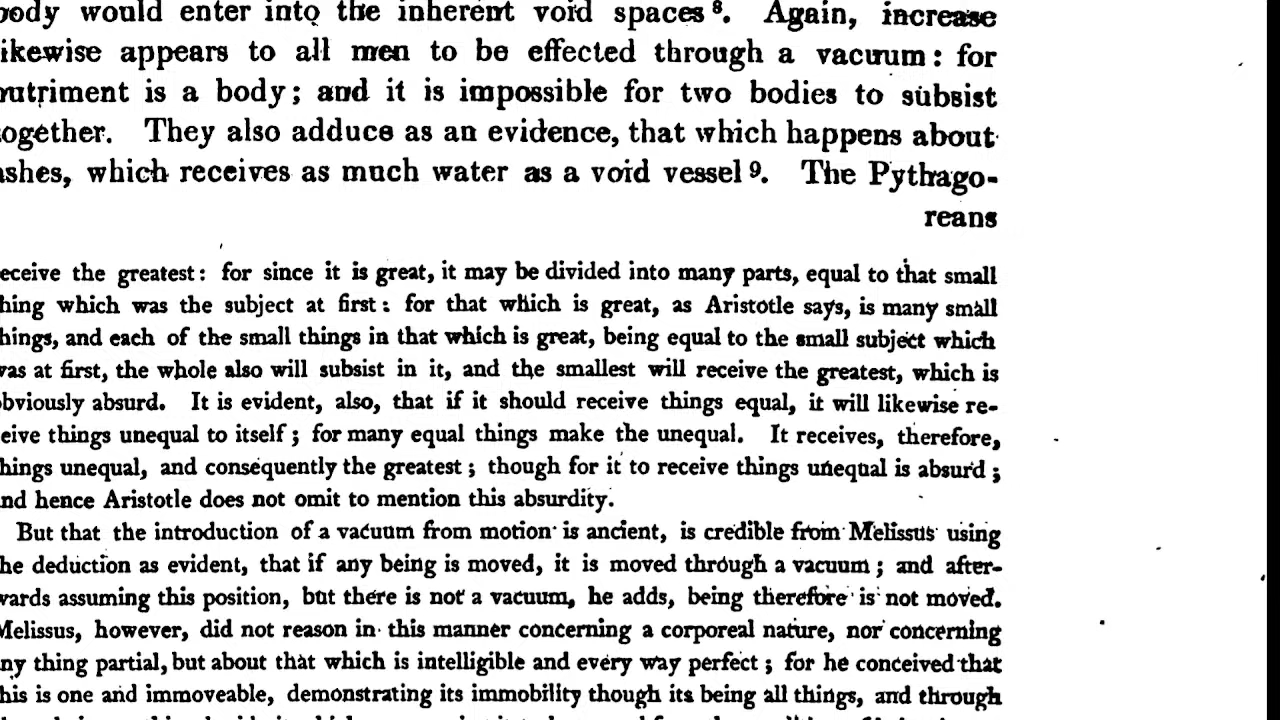 body would enter into the inherent void spaces 8. Again, increase
likewise appears to all men to be effected through a vacuum: for
nutriment is a body; and it is impossible for two bodies to subsist
together. They also adduce as an evidence, that which happens about
ashes, which receives as much water as a void vessel 9. The Pythago-
reans
receive the greatest: for since it is great, it may be divided into many parts, equal to that small
thing which was the subject at first: for that which is great, as Aristotle says, is many small
things, and each of the small things in that which is great, being equal to the small subject which
was at first, the whole also will subsist in it, and the smallest will receive the greatest, which is
obviously absurd. It is evident, also, that if it should receive things equal, it will likewise re-
ceive things unequal to itself; for many equal things make the unequal. It receives, therefore,
things unequal, and consequently the greatest; though for it to receive things unequal is absurd;
and hence Aristotle does not omit to mention this absurdity.
But that the introduction of a vacuum from motion is ancient, is credible from Melissus using
the deduction as evident, that if any being is moved, it is moved through a vacuum; and after-
wards assuming this position, but there is not a vacuum, he adds, being therefore is not moved.
Melissus, however, did not reason in this manner concerning a corporeal nature, nor concerning
any thing partial, but about that which is intelligible and every way perfect; for he conceived that
this is one and immoveable, demonstrating its immobility though its being all things, and through